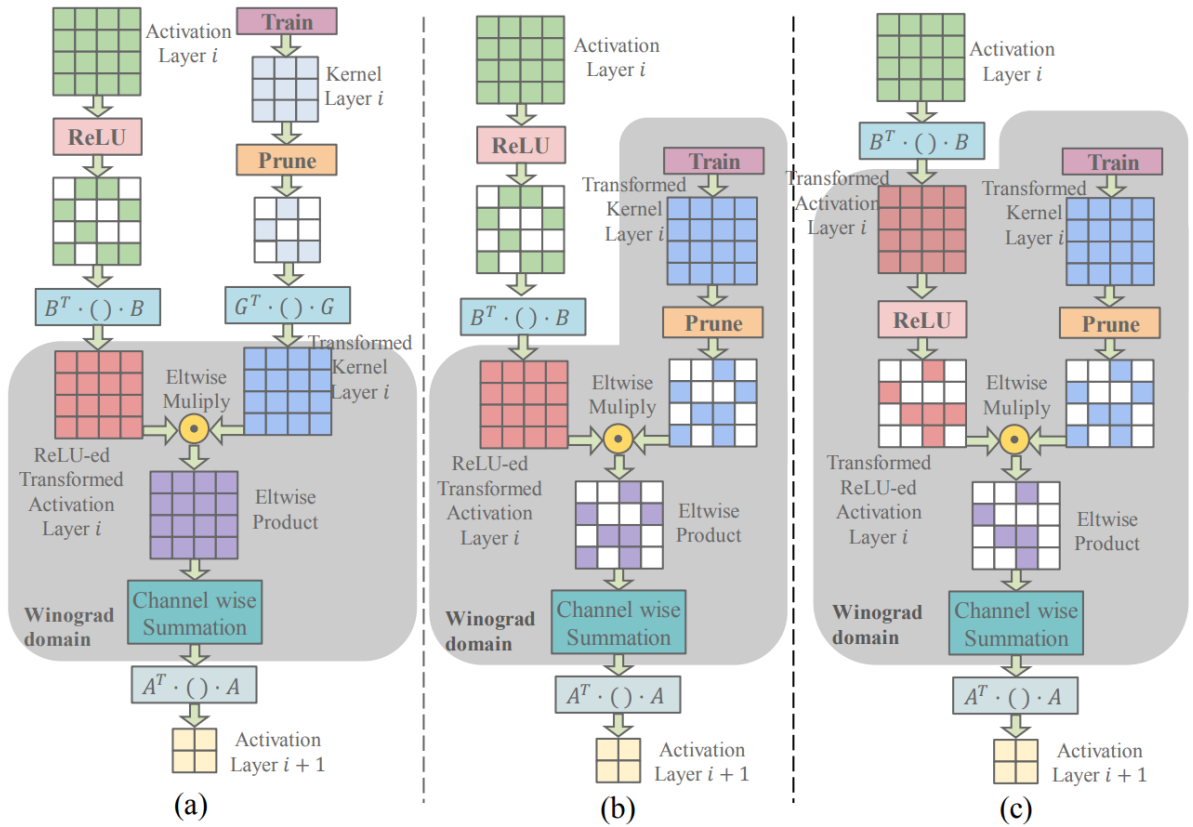 Activation
Layer i
Train
Kernel
Layer i
ReLU
Prune
B^T · ( ) · B
G^T · ( ) · G
Transformed
Kernel
Layer i
Eltwise
Muliply
ReLU-ed
Transformed
Activation
Layer i
Eltwise
Product
Winograd
domain
Channel wise
Summation
A^T · ( ) · A
Activation
Layer i + 1
(a)
Activation
Layer i
ReLU
Train
Transformed
Kernel
Layer i
B^T · ( ) · B
Prune
Eltwise
Muliply
ReLU-ed
Transformed
Activation
Layer i
Eltwise
Product
Winograd
domain
Channel wise
Summation
A^T · ( ) · A
Activation
Layer i + 1
(b)
Activation
Layer i
B^T · ( ) · B
Train
Transformed
Activation
Layer i
Transformed
Kernel
Layer i
ReLU
Prune
Eltwise
Muliply
Transformed
ReLU-ed
Activation
Layer i
Eltwise
Product
Winograd
domain
Channel wise
Summation
A^T · ( ) · A
Activation
Layer i + 1
(c)